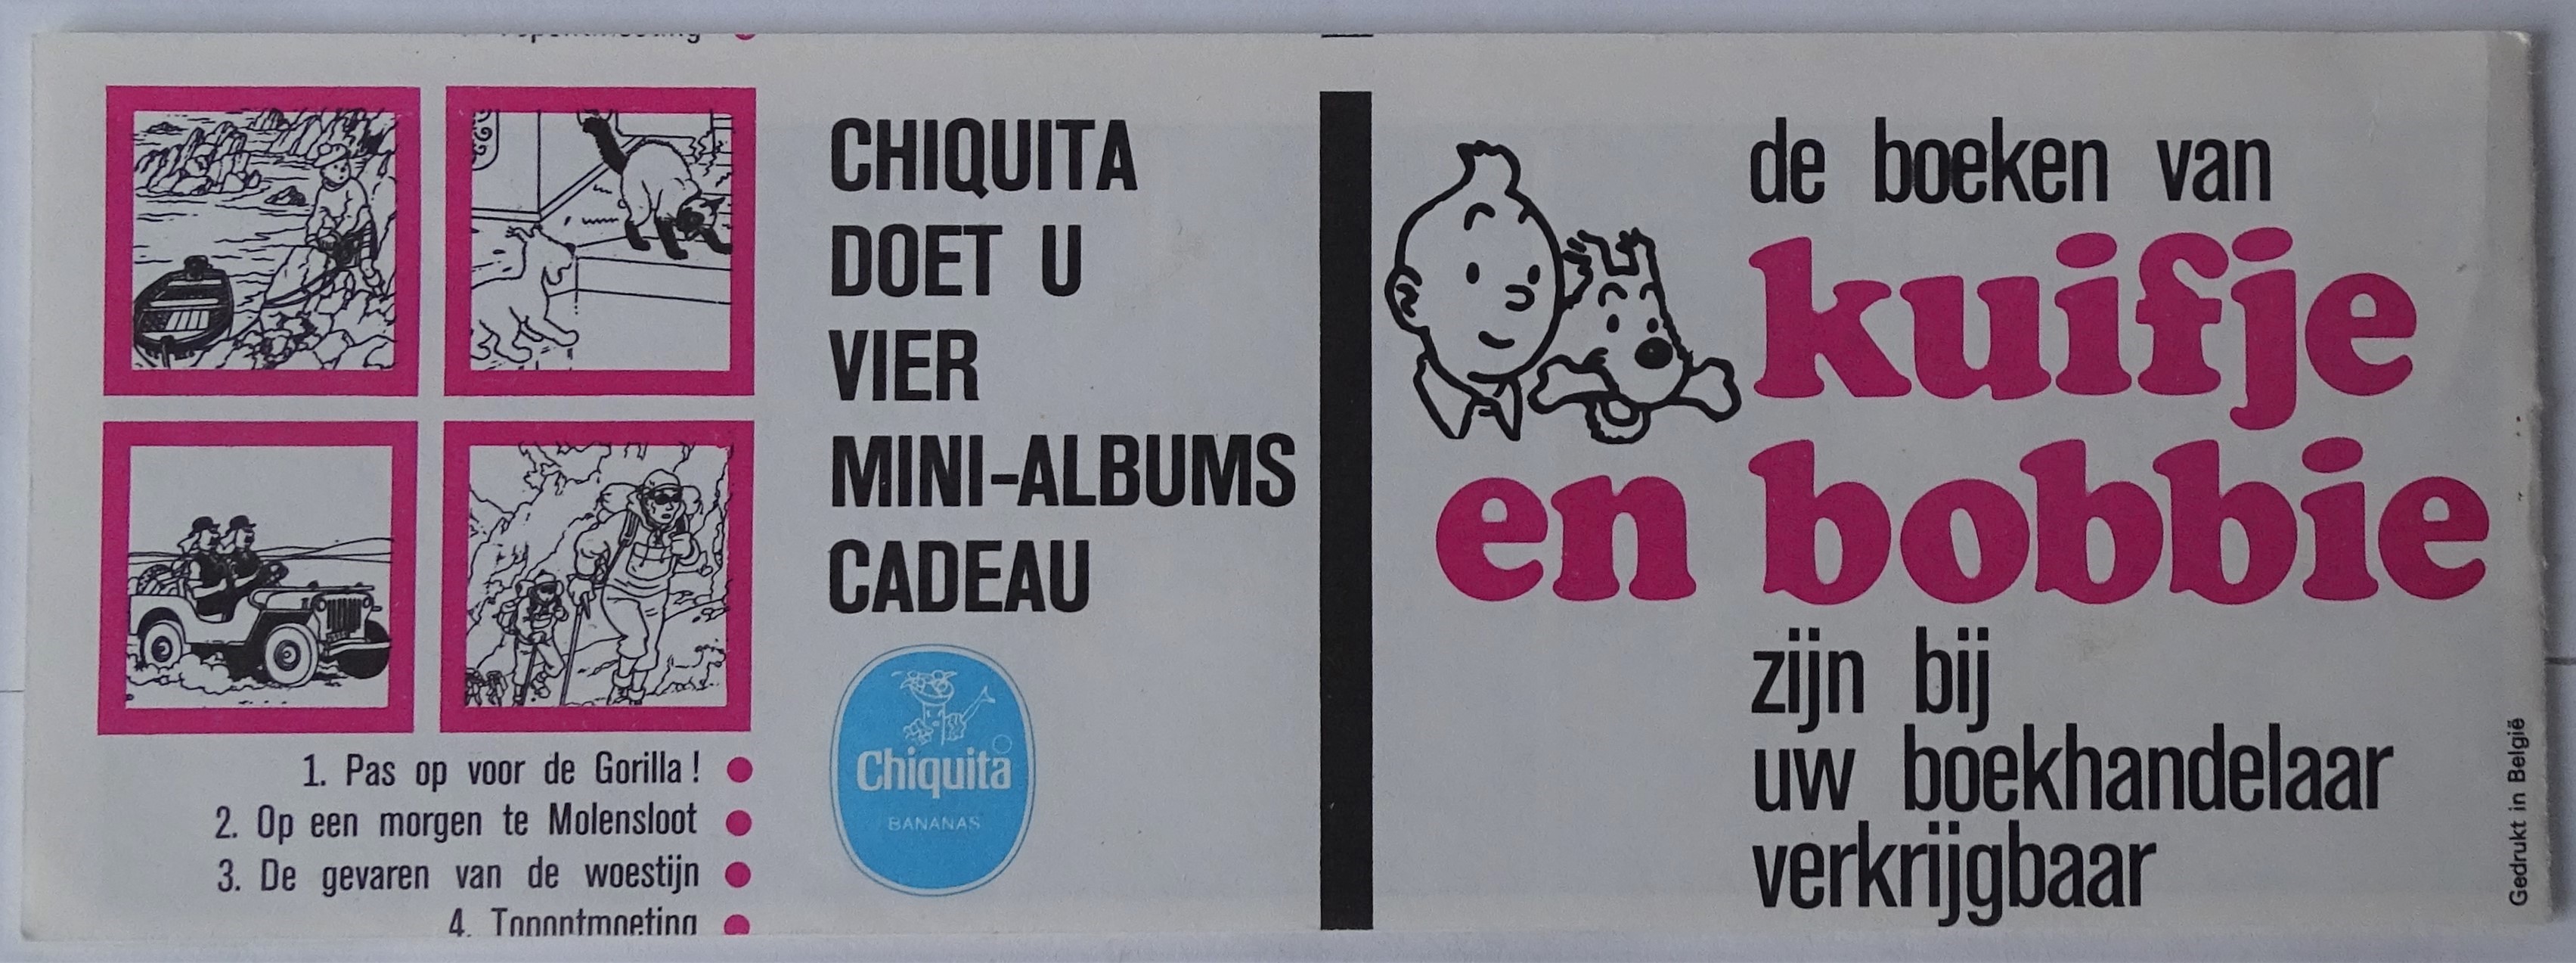 CHIQUITA
DOET U
VIER
MINI-ALBUMS
CADEAU
Chiquita
BANANAS
1. Pas op voor de Gorilla !
2. Op een morgen te Molensloot
3. De gevaren van de woestijn
4. Topontmoeting
de boeken van
kuifje
en bobbie
zijn bij
uw boekhandelaar
verkrijgbaar
Gedrukt in België